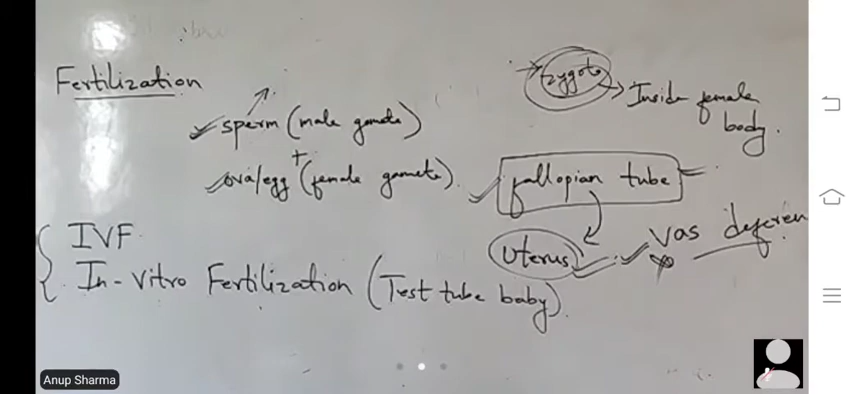 Fertilization
sperm (male gamete)
+
ova/egg (female gamete).
zygote
Inside female
body.
fallopian tube
Uterus
Vas deferen
IVF
In-vitro Fertilization (Test tube baby).
Anup Sharma